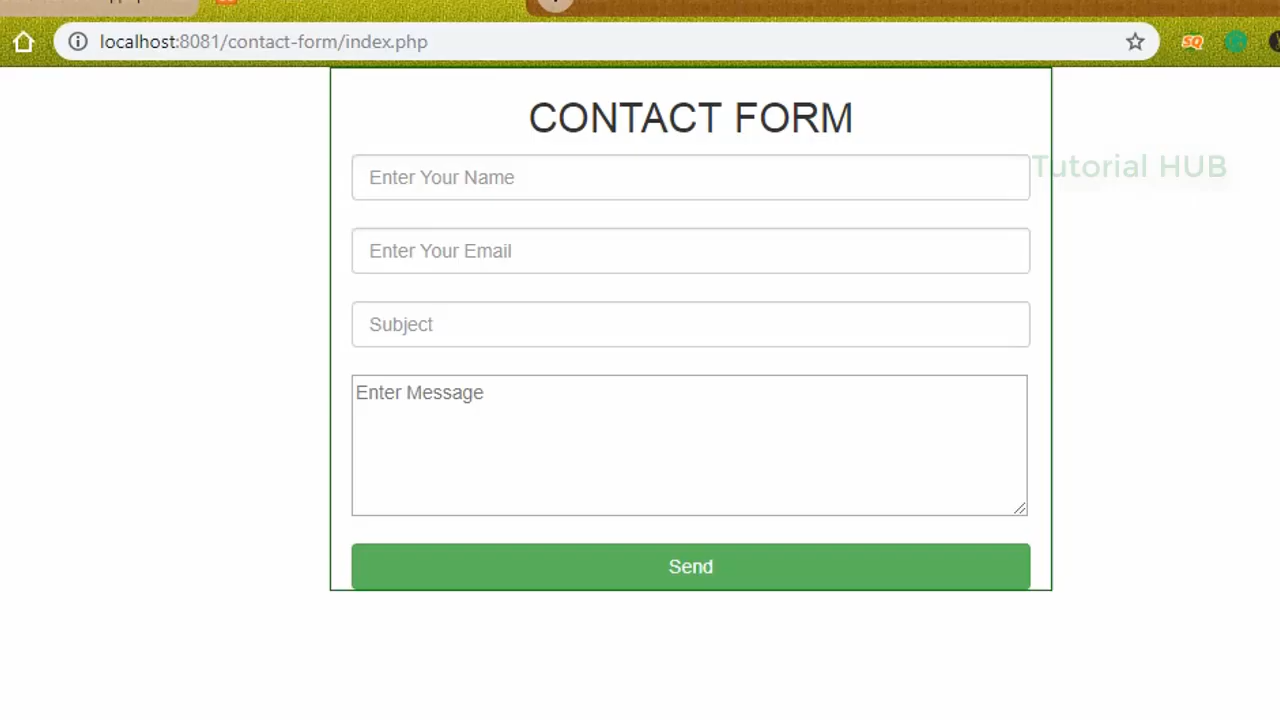 localhost:8081/contact-form/index.php
SQ
CONTACT FORM
Tutorial HUB
Enter Your Name
Enter Your Email
Subject
Enter Message
Send